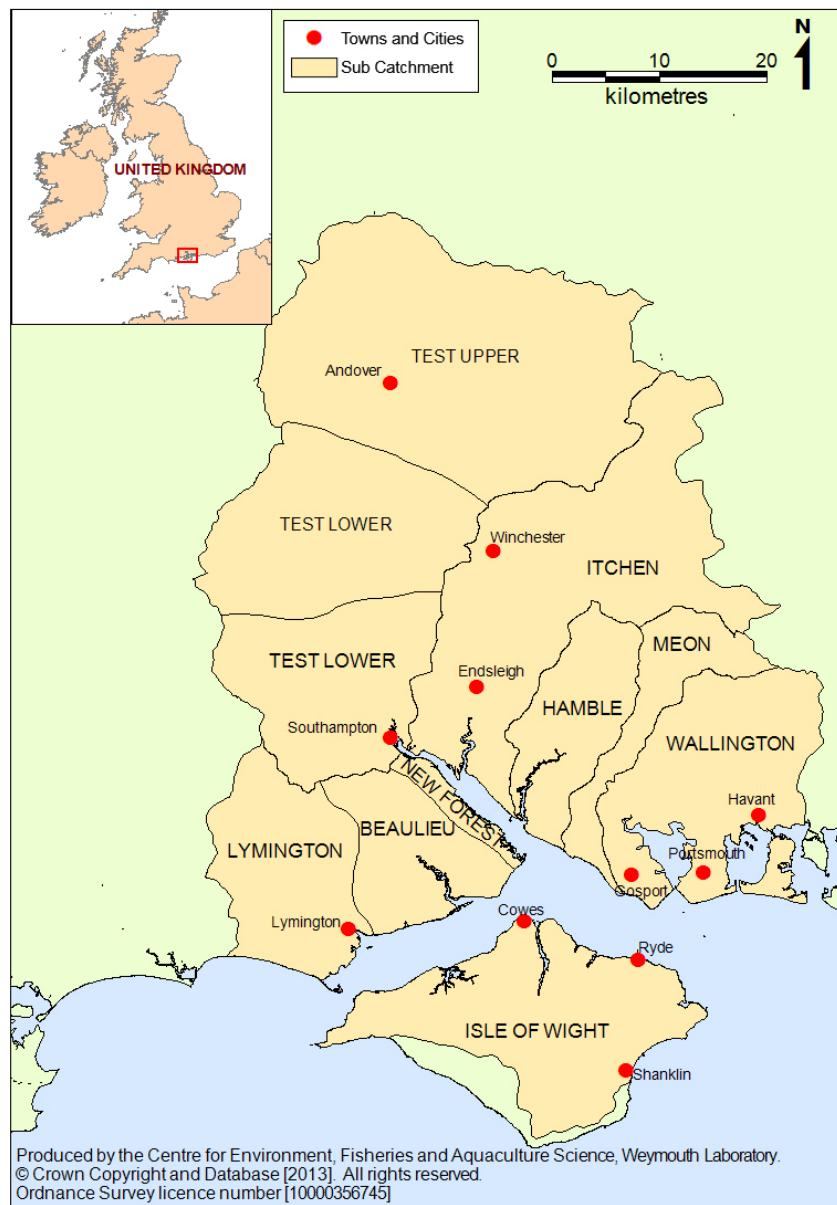 Towns and Cities
Sub Catchment
0 10 20
kilometres
N
UNITED KINGDOM
TEST UPPER
Andover
TEST LOWER
Winchester
ITCHEN
MEON
TEST LOWER
Endsleigh
HAMBLE
Southampton
WALLINGTON
NEW FOREST
Havant
BEAULIEU
LYMINGTON
Portsmouth
Gosport
Cowes
Lymington
Ryde
ISLE OF WIGHT
Shanklin
Produced by the Centre for Environment, Fisheries and Aquaculture Science, Weymouth Laboratory.
© Crown Copyright and Database [2013]. All rights reserved.
Ordnance Survey licence number [10000356745]